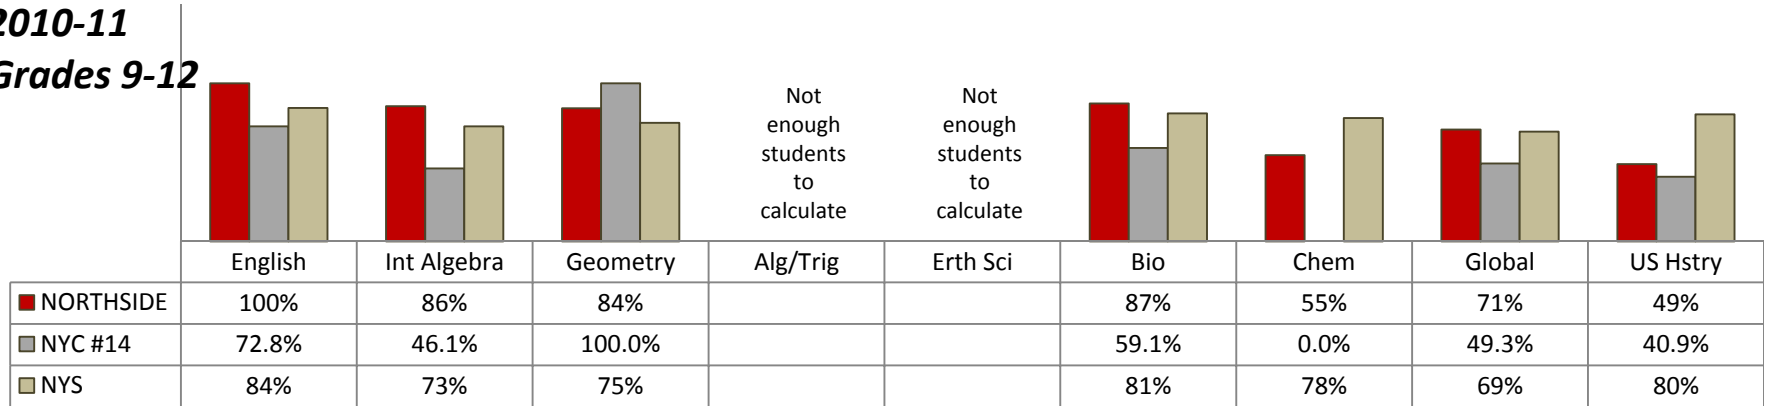 2010-11
Grades 9-12
Not Not
enough enough
students students
to to
calculate calculate
English Int Algebra Geometry Alg/Trig Erth Sci Bio Chem Global US Hstry
NORTHSIDE 100% 86% 84% 87% 55% 71% 49%
NYC #14 72.8% 46.1% 100.0% 59.1% 0.0% 49.3% 40.9%
NYS 84% 73% 75% 81% 78% 69% 80%